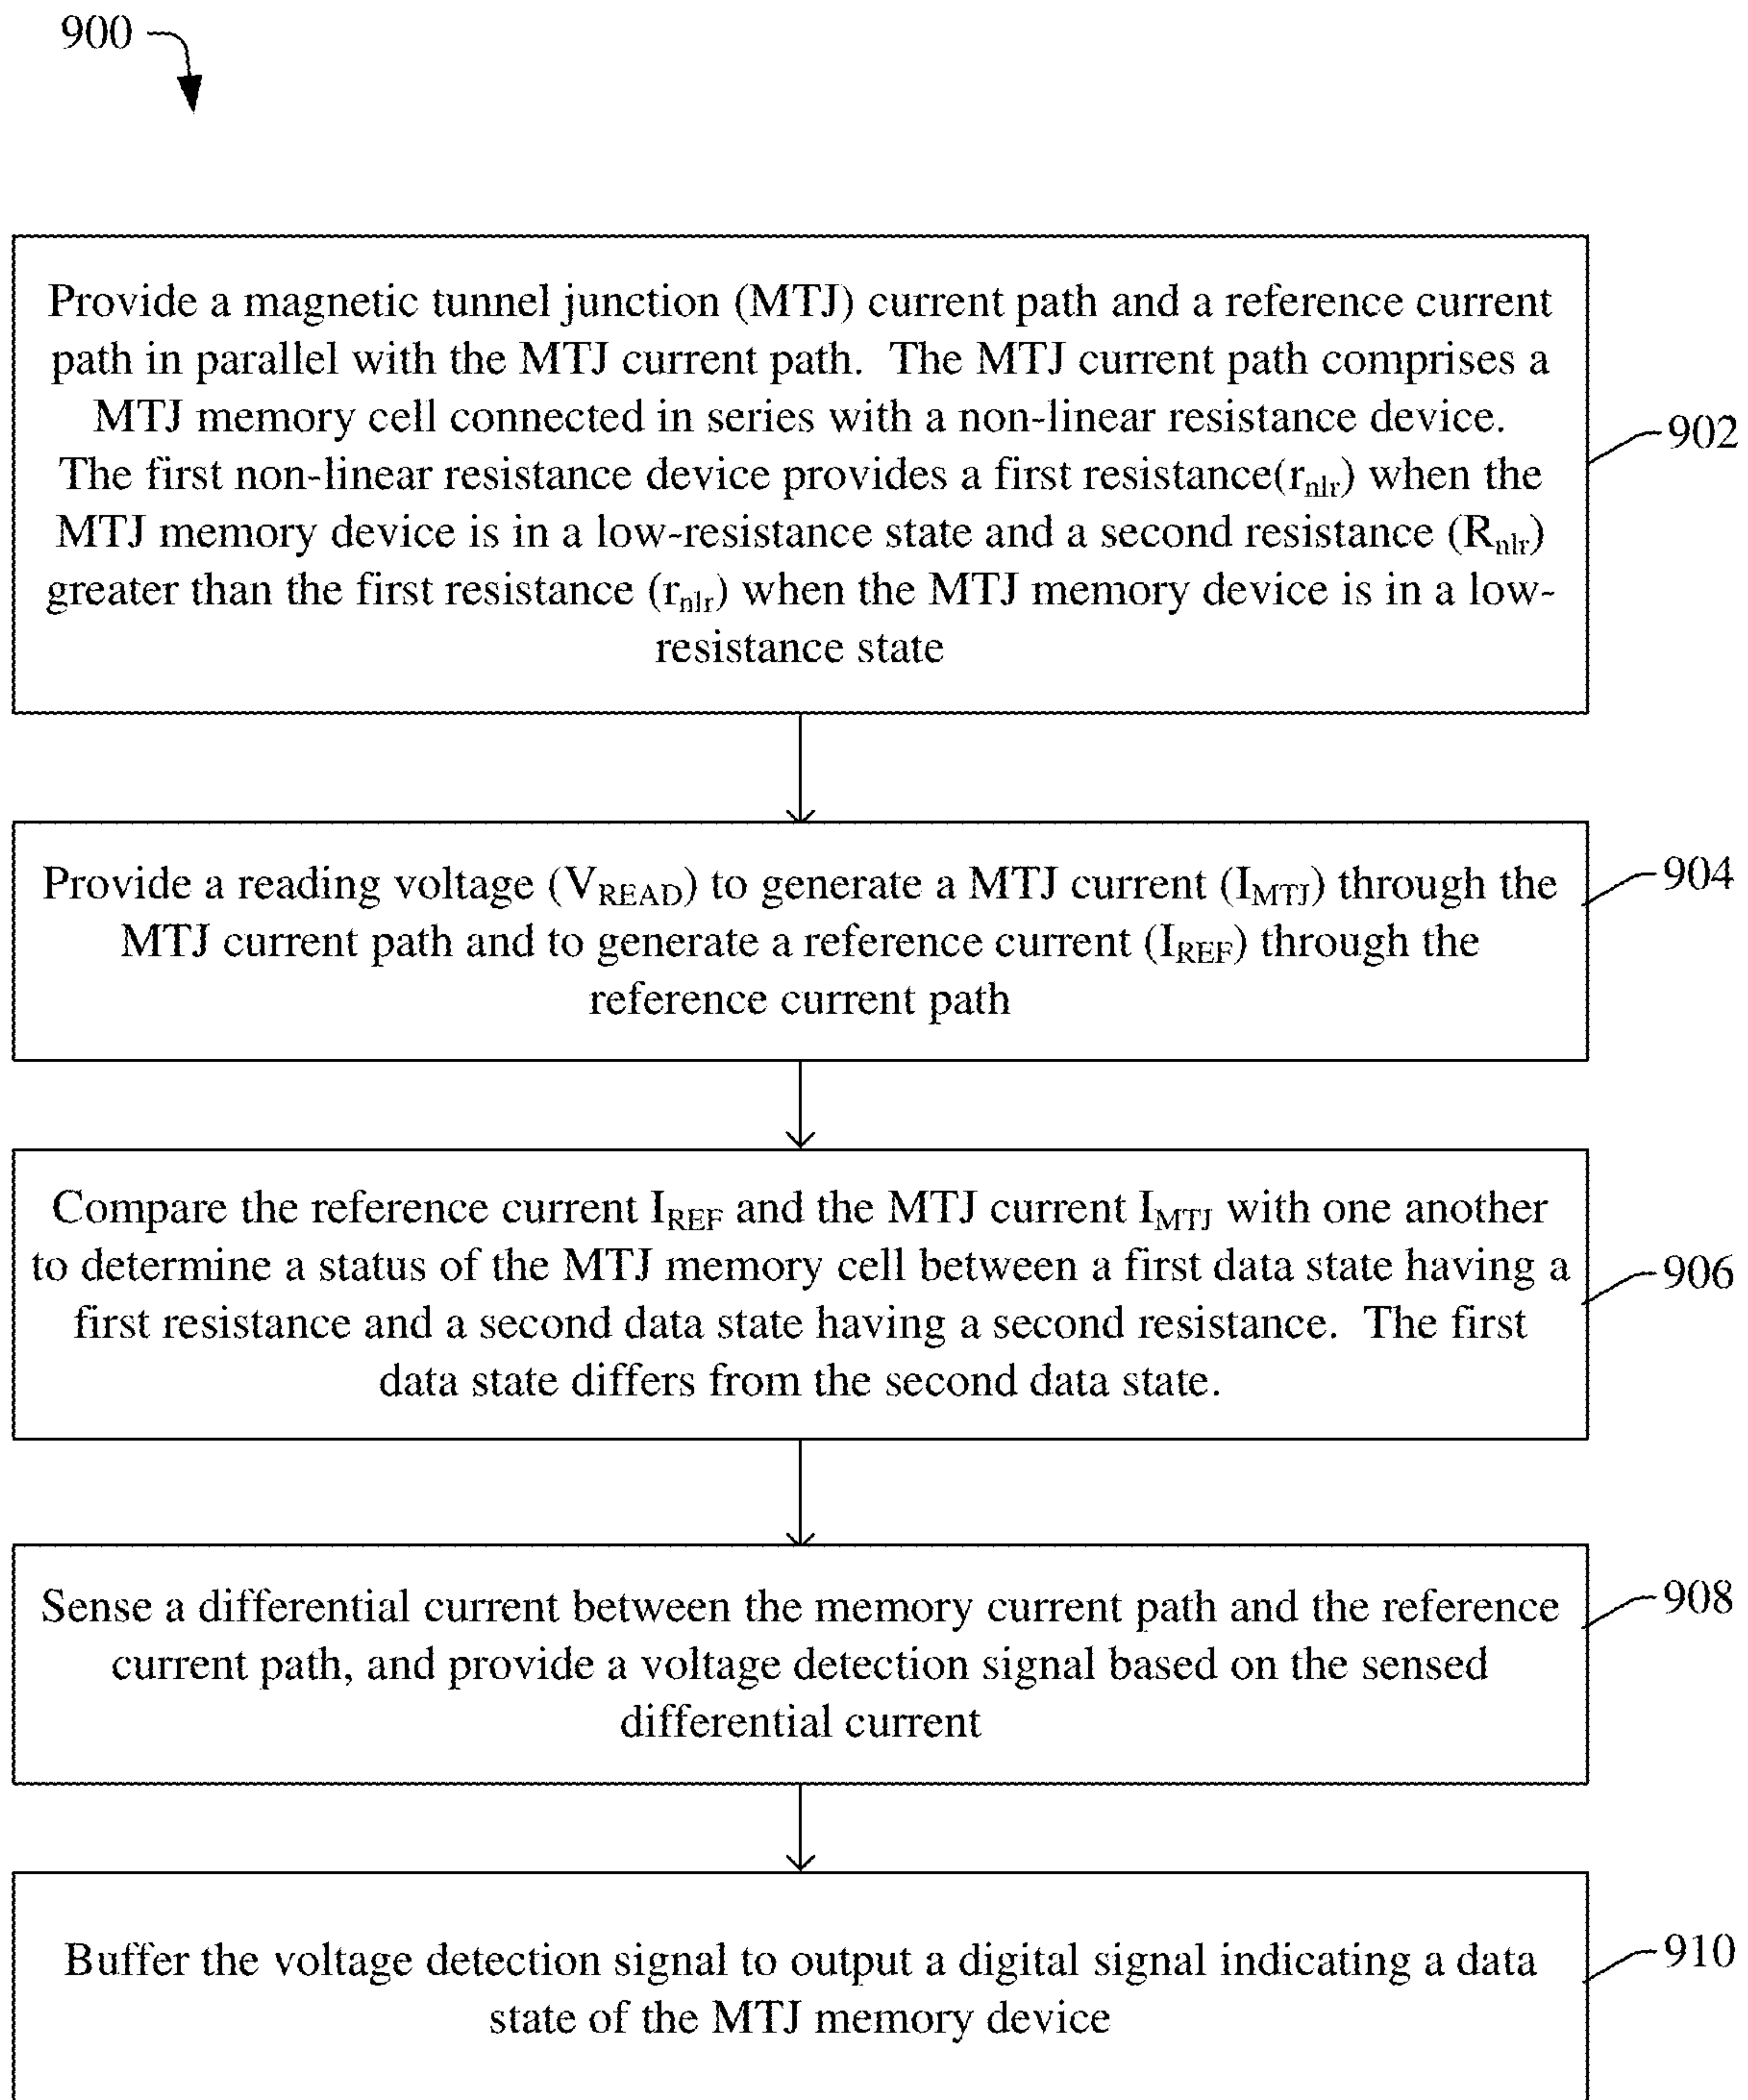 900
Provide a magnetic tunnel junction (MTJ) current path and a reference current
path in parallel with the MTJ current path.  The MTJ current path comprises a
MTJ memory cell connected in series with a non-linear resistance device.
The first non-linear resistance device provides a first resistance(rnlr) when the
MTJ memory device is in a low-resistance state and a second resistance (Rnlr)
greater than the first resistance (rnlr) when the MTJ memory device is in a low-
resistance state
902
Provide a reading voltage (VREAD) to generate a MTJ current (IMTJ) through the
MTJ current path and to generate a reference current (IREF) through the
reference current path
904
Compare the reference current IREF and the MTJ current IMTJ with one another
to determine a status of the MTJ memory cell between a first data state having a
first resistance and a second data state having a second resistance.  The first
data state differs from the second data state.
906
Sense a differential current between the memory current path and the reference
current path, and provide a voltage detection signal based on the sensed
differential current
908
Buffer the voltage detection signal to output a digital signal indicating a data
state of the MTJ memory device
910